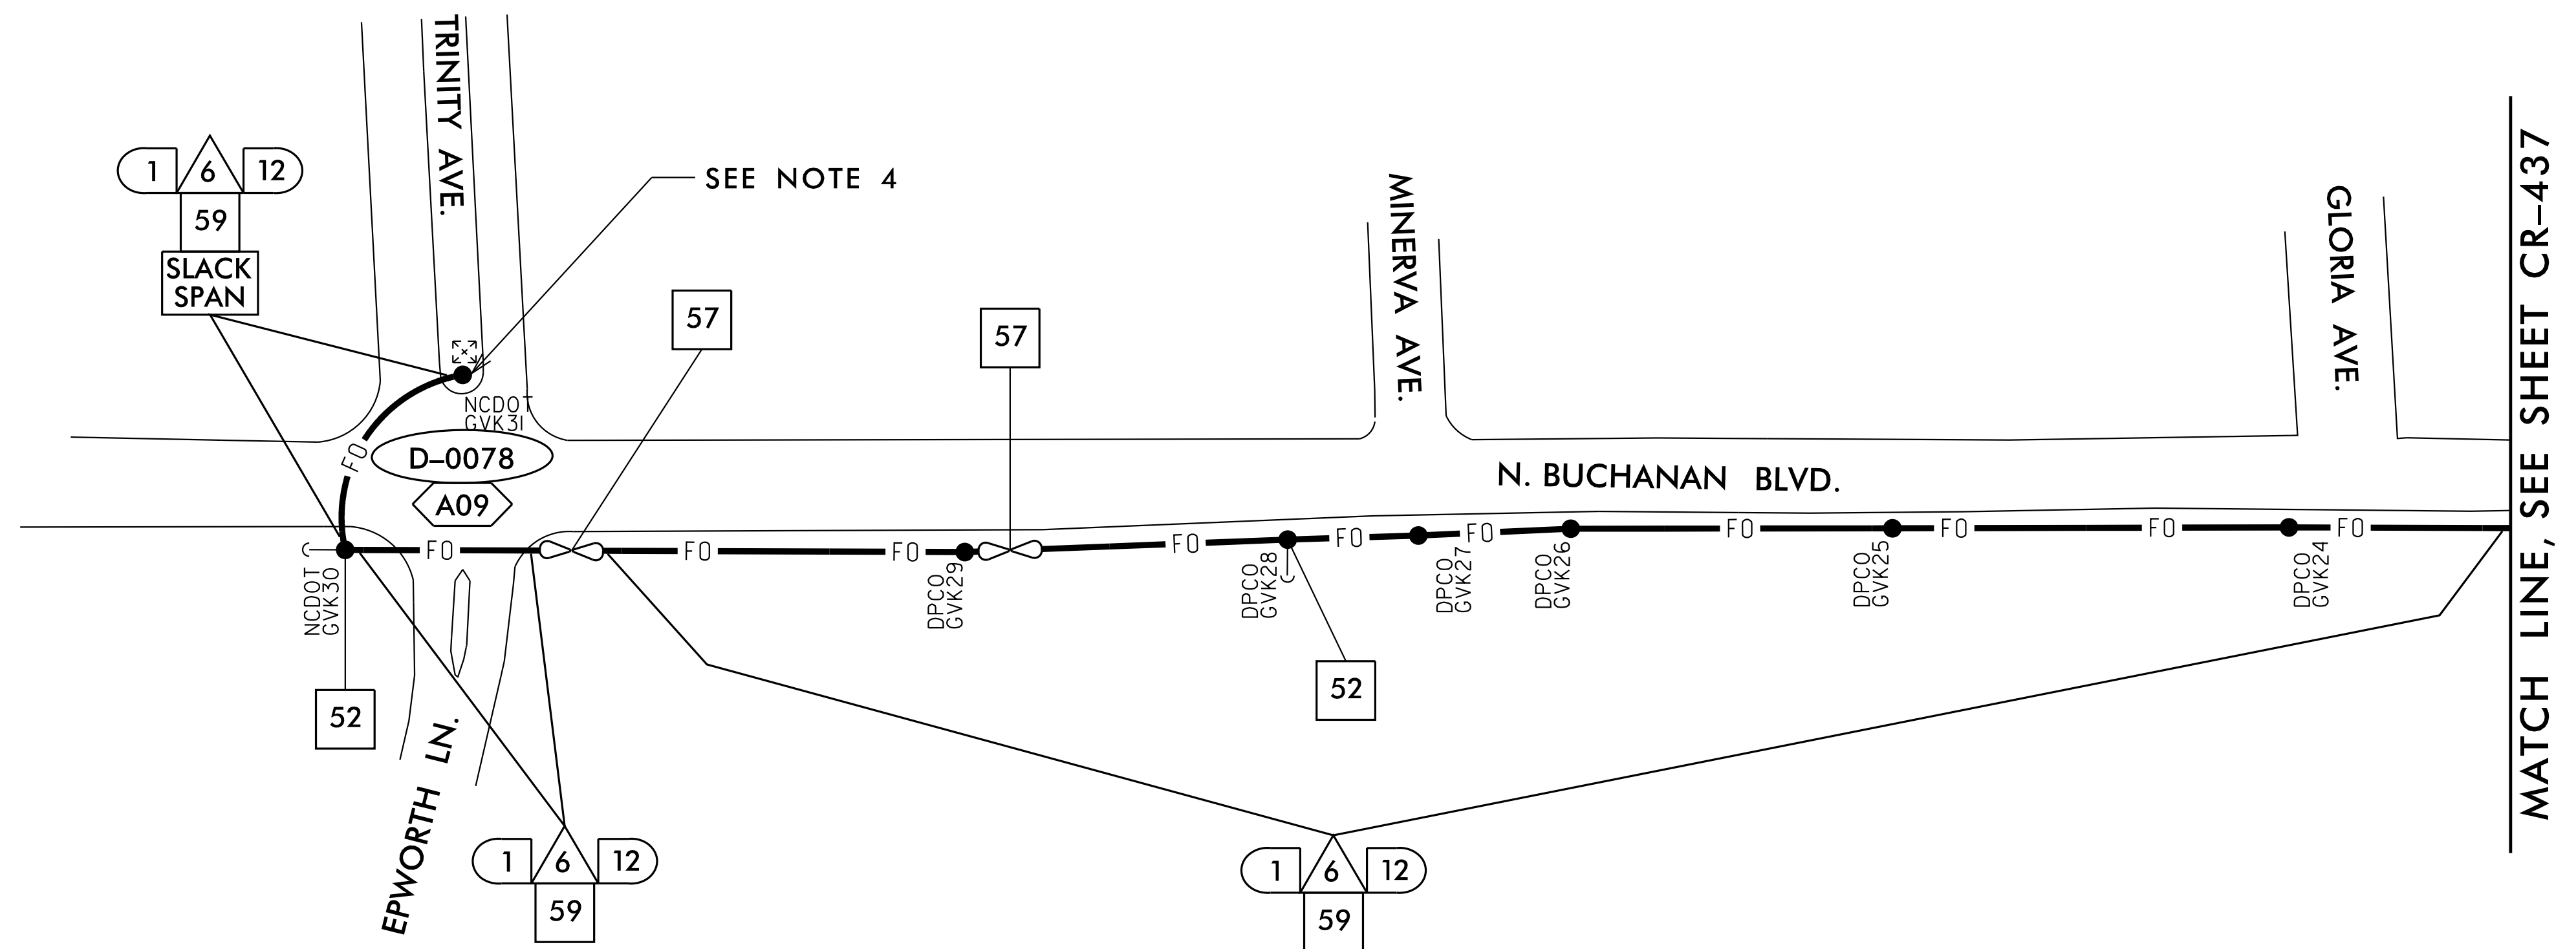 TRINITY AVE.
SEE NOTE 4
1 6 12
59
SLACK
SPAN
57
57
MINERVA AVE.
GLORIA AVE.
MATCH LINE, SEE SHEET CR-437
NCDOT
GVK31
FO
D-0078
A09
N. BUCHANAN BLVD.
FO
FO
FO
FO
FO
FO
FO
FO
FO
FO
NCDOT
GVK30
DPCO
GVK29
DPCO
GVK28
DPCO
GVK27
DPCO
GVK26
DPCO
GVK25
DPCO
GVK24
52
52
EPWORTH LN.
1 6 12
59
1 6 12
59